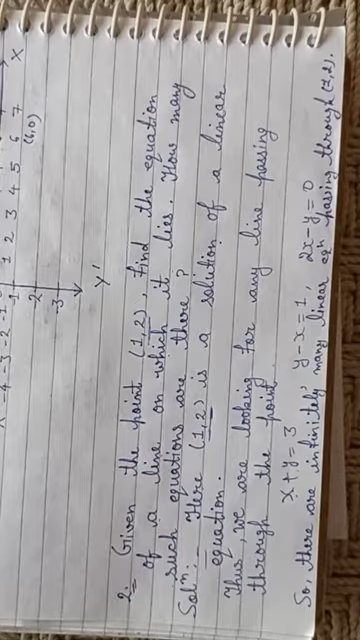 X -4 -3 -2 -1 1 2 3 4 5 6 7 X
-1
(6,0)
-2
-3
Y'
2. Given the point (1,2), find the equation
of a line on which it lies. How many
such equations are there?
Solⁿ:- Here (1,2) is a solution of a linear
equation.
Thus, we are looking for any line passing
through the point
x+y=3 y-x=1, 2x-y=0
So, there are infinitely many linear eqn passing through (1,2).